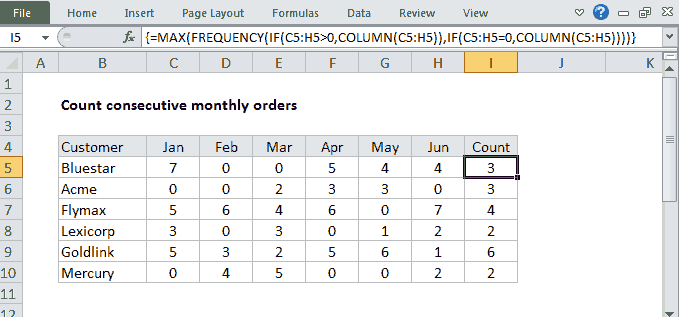 File Home Insert Page Layout Formulas Data Review View
I5 fx {=MAX(FREQUENCY(IF(C5:H5>0,COLUMN(C5:H5)),IF(C5:H5=0,COLUMN(C5:H5))))}
A B C D E F G H I J K
1
2 Count consecutive monthly orders
3
4 Customer Jan Feb Mar Apr May Jun Count
5 Bluestar 7 0 0 5 4 4 3
6 Acme 0 0 2 3 3 0 3
7 Flymax 5 6 4 6 0 7 4
8 Lexicorp 3 0 3 0 1 2 2
9 Goldlink 5 3 2 5 6 1 6
10 Mercury 0 4 5 0 0 2 2
11
12